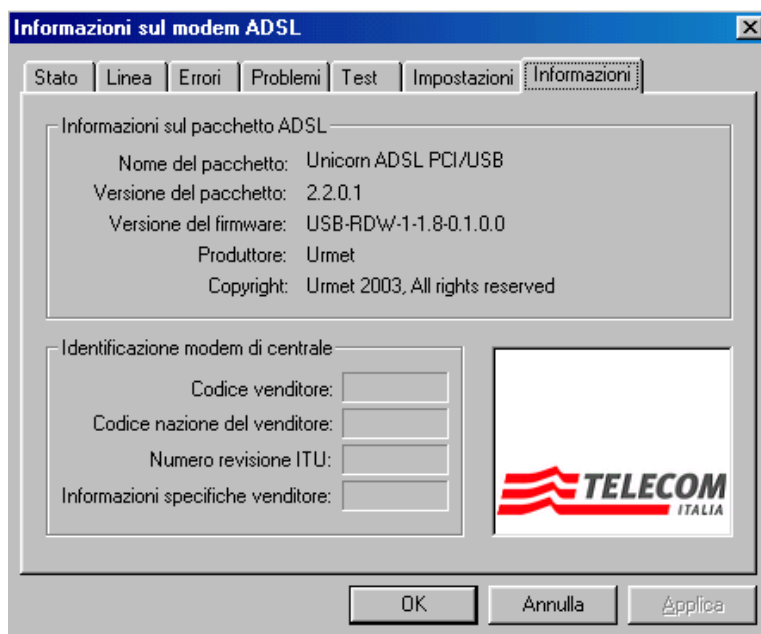 Informazioni sul modem ADSL
Stato Linea Errori Problemi Test Impostazioni Informazioni
Informazioni sul pacchetto ADSL
Nome del pacchetto: Unicorn ADSL PCI/USB
Versione del pacchetto: 2.2.0.1
Versione del firmware: USB-RDW-1-1.8-0.1.0.0
Produttore: Urmet
Copyright: Urmet 2003, All rights reserved
Identificazione modem di centrale
Codice venditore:
Codice nazione del venditore:
Numero revisione ITU:
Informazioni specifiche venditore:
TELECOM
ITALIA
OK Annulla Applica